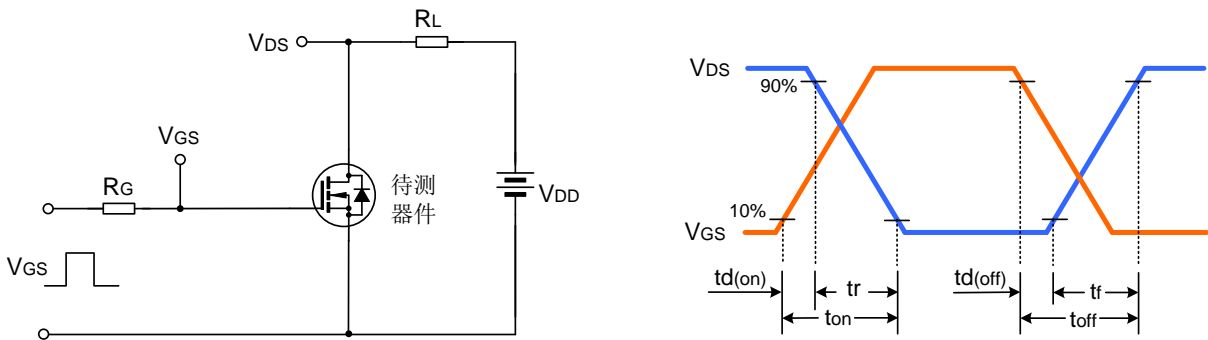 RL
VDS
VGS
RG
待测
器件
VDD
VGS
VDS
90%
10%
VGS
td(on)
tr
td(off)
tf
ton
toff